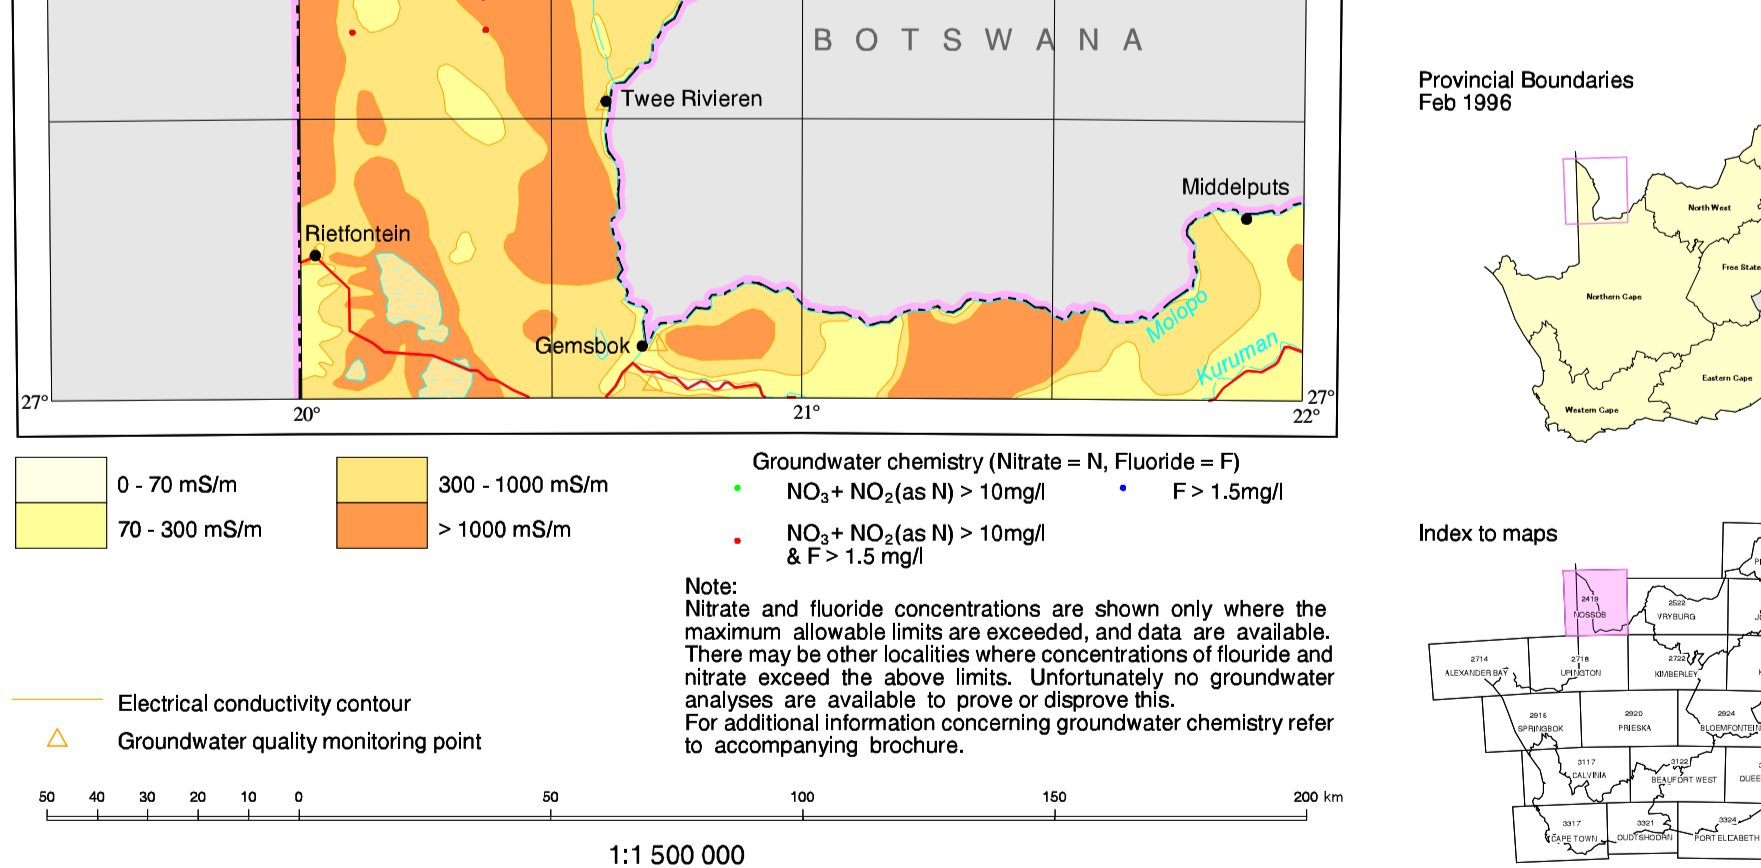 BOTSWANA
Twee Rivieren
Middelputs
Rietfontein
Gemsbok
Molopo
Kuruman
27°
27°
20°
21°
22°
0 - 70 mS/m
70 - 300 mS/m
300 - 1000 mS/m
> 1000 mS/m
Groundwater chemistry (Nitrate = N, Fluoride = F)
NO₃+ NO₂(as N) > 10mg/l
F > 1.5mg/l
NO₃+ NO₂(as N) > 10mg/l
& F > 1.5 mg/l
Note:
Nitrate and fluoride concentrations are shown only where the
maximum allowable limits are exceeded, and data are available.
There may be other localities where concentrations of flouride and
nitrate exceed the above limits. Unfortunately no groundwater
analyses are available to prove or disprove this.
For additional information concerning groundwater chemistry refer
to accompanying brochure.
Electrical conductivity contour
Groundwater quality monitoring point
50 40 30 20 10 0 50 100 150 200 km
1:1 500 000
Provincial Boundaries
Feb 1996
North West
Free State
Northern Cape
Eastern Cape
Western Cape
Index to maps
2419
NOSSOB
2522
VRYBURG
2714
ALEXANDER BAY
2718
UPINGTON
2722
KIMBERLEY
2916
SPRINGBOK
2920
PRIESKA
2924
BLOEMFONTEIN
3117
CALVINIA
3122
BEAUFORT WEST
3317
CAPE TOWN
3321
OUDTSHOORN
3324
PORT ELIZABETH